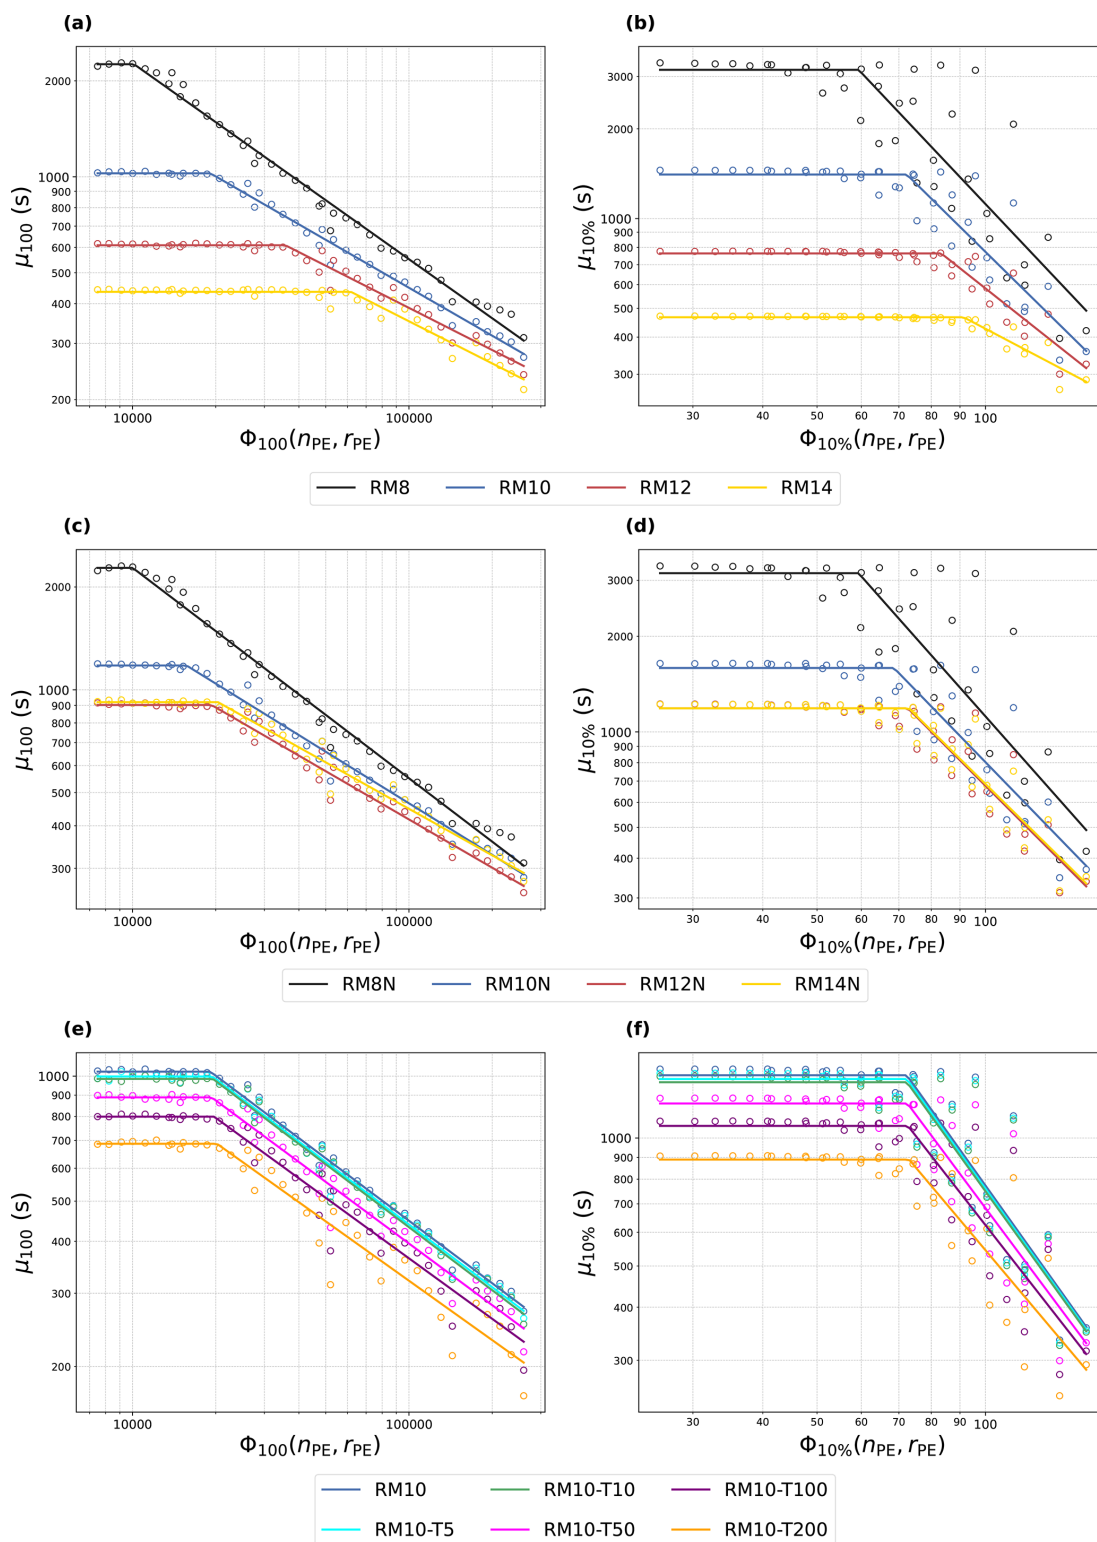 (a)
(b)
2000
1000
900
800
700
600
500
400
300
200
μ100 (s)
10000
100000
Φ100(nPE, rPE)
3000
2000
1000
900
800
700
600
500
400
300
μ10% (s)
30
40
50
60
70
80
90
100
Φ10%(nPE, rPE)
RM8
RM10
RM12
RM14
(c)
(d)
2000
1000
900
800
700
600
500
400
300
μ100 (s)
10000
100000
Φ100(nPE, rPE)
3000
2000
1000
900
800
700
600
500
400
300
μ10% (s)
30
40
50
60
70
80
90
100
Φ10%(nPE, rPE)
RM8N
RM10N
RM12N
RM14N
(e)
(f)
1000
900
800
700
600
500
400
300
200
μ100 (s)
10000
100000
Φ100(nPE, rPE)
1000
900
800
700
600
500
400
300
μ10% (s)
30
40
50
60
70
80
90
100
Φ10%(nPE, rPE)
RM10
RM10-T10
RM10-T100
RM10-T5
RM10-T50
RM10-T200